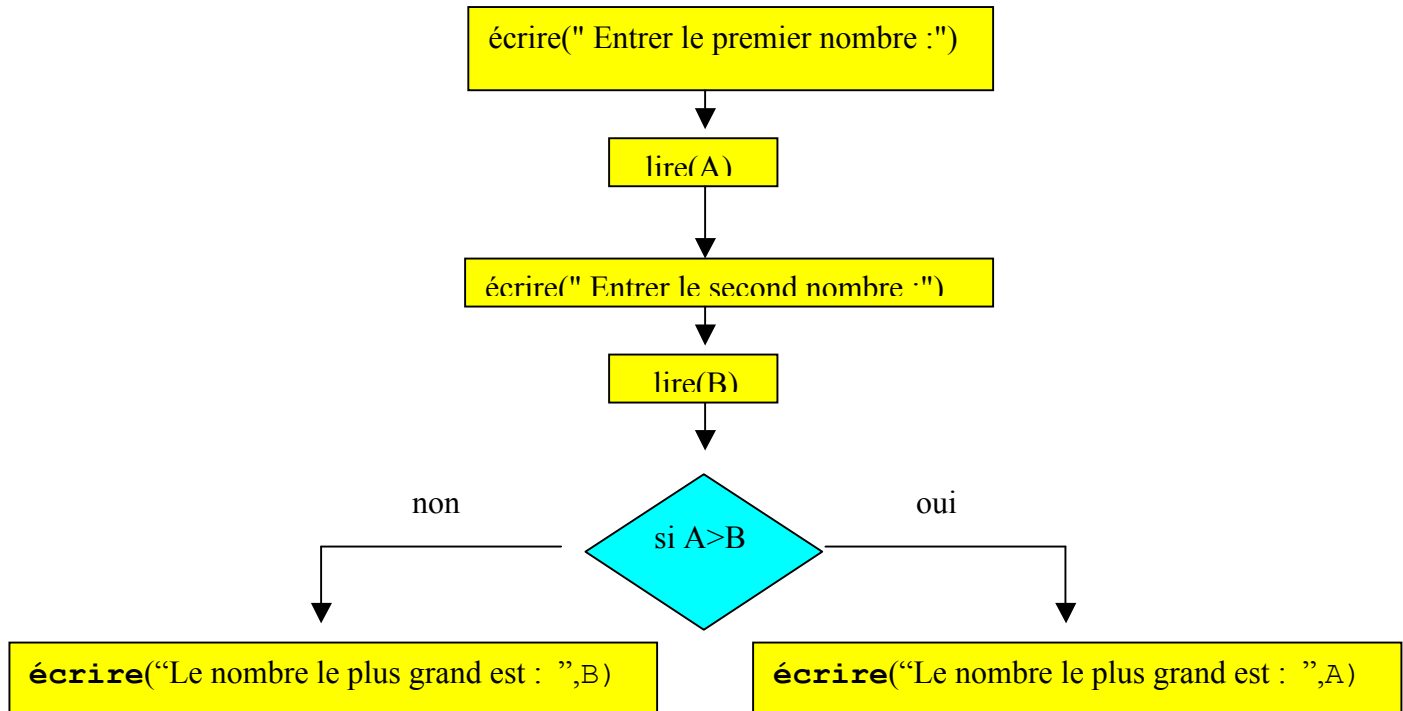 écrire(" Entrer le premier nombre :")
lire(A)
écrire(" Entrer le second nombre :")
lire(B)
non
oui
si A>B
écrire(“Le nombre le plus grand est :  ”,B)
écrire(“Le nombre le plus grand est :  ”,A)